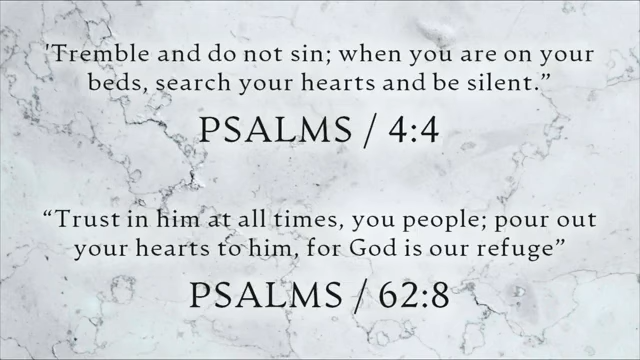 'Tremble and do not sin; when you are on your
beds, search your hearts and be silent.”
PSALMS / 4:4
“Trust in him at all times, you people; pour out
your hearts to him, for God is our refuge”
PSALMS / 62:8